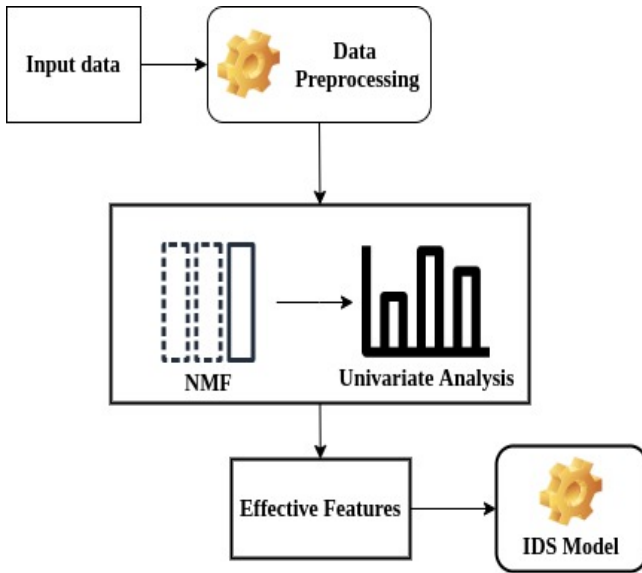 Input data
Data
Preprocessing
NMF
Univariate Analysis
Effective Features
IDS Model